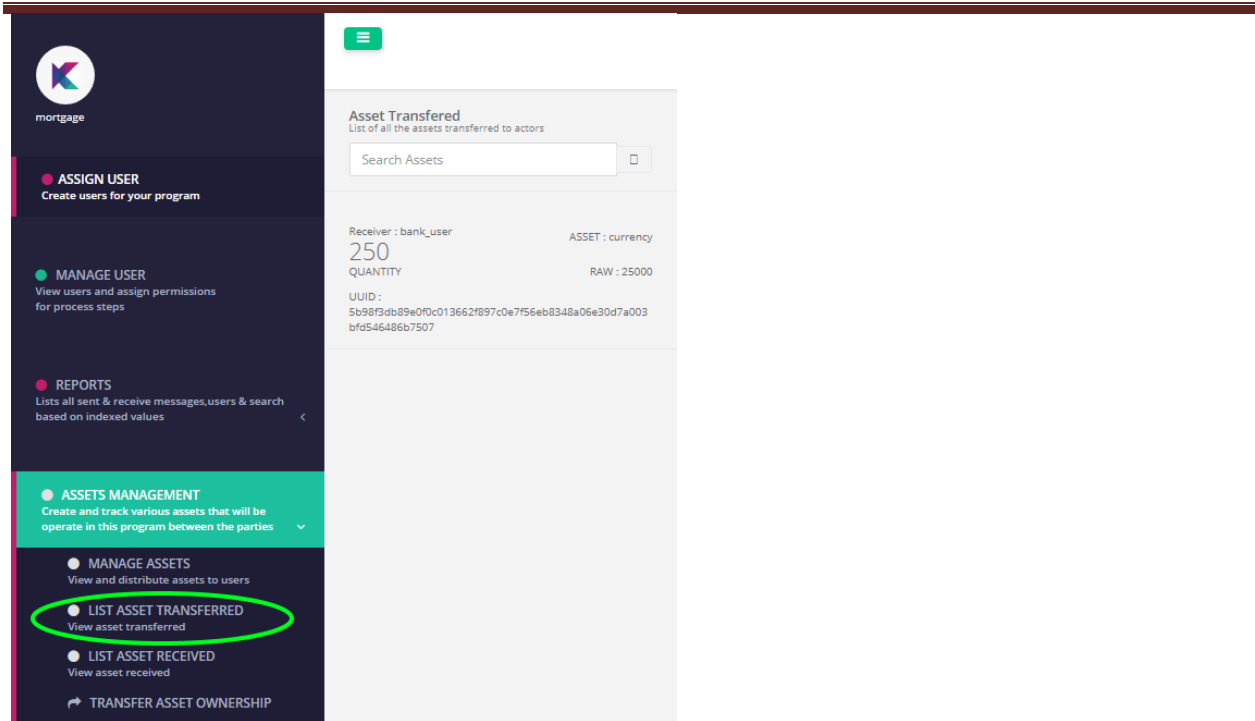 mortgage
ASSIGN USER
Create users for your program
MANAGE USER
View users and assign permissions
for process steps
REPORTS
Lists all sent & receive messages,users & search
based on indexed values
ASSETS MANAGEMENT
Create and track various assets that will be
operate in this program between the parties
MANAGE ASSETS
View and distribute assets to users
LIST ASSET TRANSFERRED
View asset transferred
LIST ASSET RECEIVED
View asset received
TRANSFER ASSET OWNERSHIP
Asset Transfered
List of all the assets transferred to actors
Search Assets
Receiver : bank_user
ASSET : currency
250
QUANTITY
RAW : 25000
UUID :
5b98f3db89e0f0c013662f897c0e7f56eb8348a06e30d7a003
bfd546486b7507